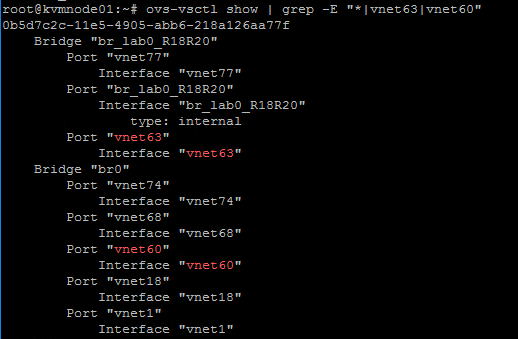 root@kvmnode01:~# ovs-vsctl show | grep -E "*|vnet63|vnet60"
0b5d7c2c-11e5-4905-abb6-218a126aa77f
    Bridge "br_lab0_R18R20"
        Port "vnet77"
            Interface "vnet77"
        Port "br_lab0_R18R20"
            Interface "br_lab0_R18R20"
                type: internal
        Port "vnet63"
            Interface "vnet63"
    Bridge "br0"
        Port "vnet74"
            Interface "vnet74"
        Port "vnet68"
            Interface "vnet68"
        Port "vnet60"
            Interface "vnet60"
        Port "vnet18"
            Interface "vnet18"
        Port "vnet1"
            Interface "vnet1"